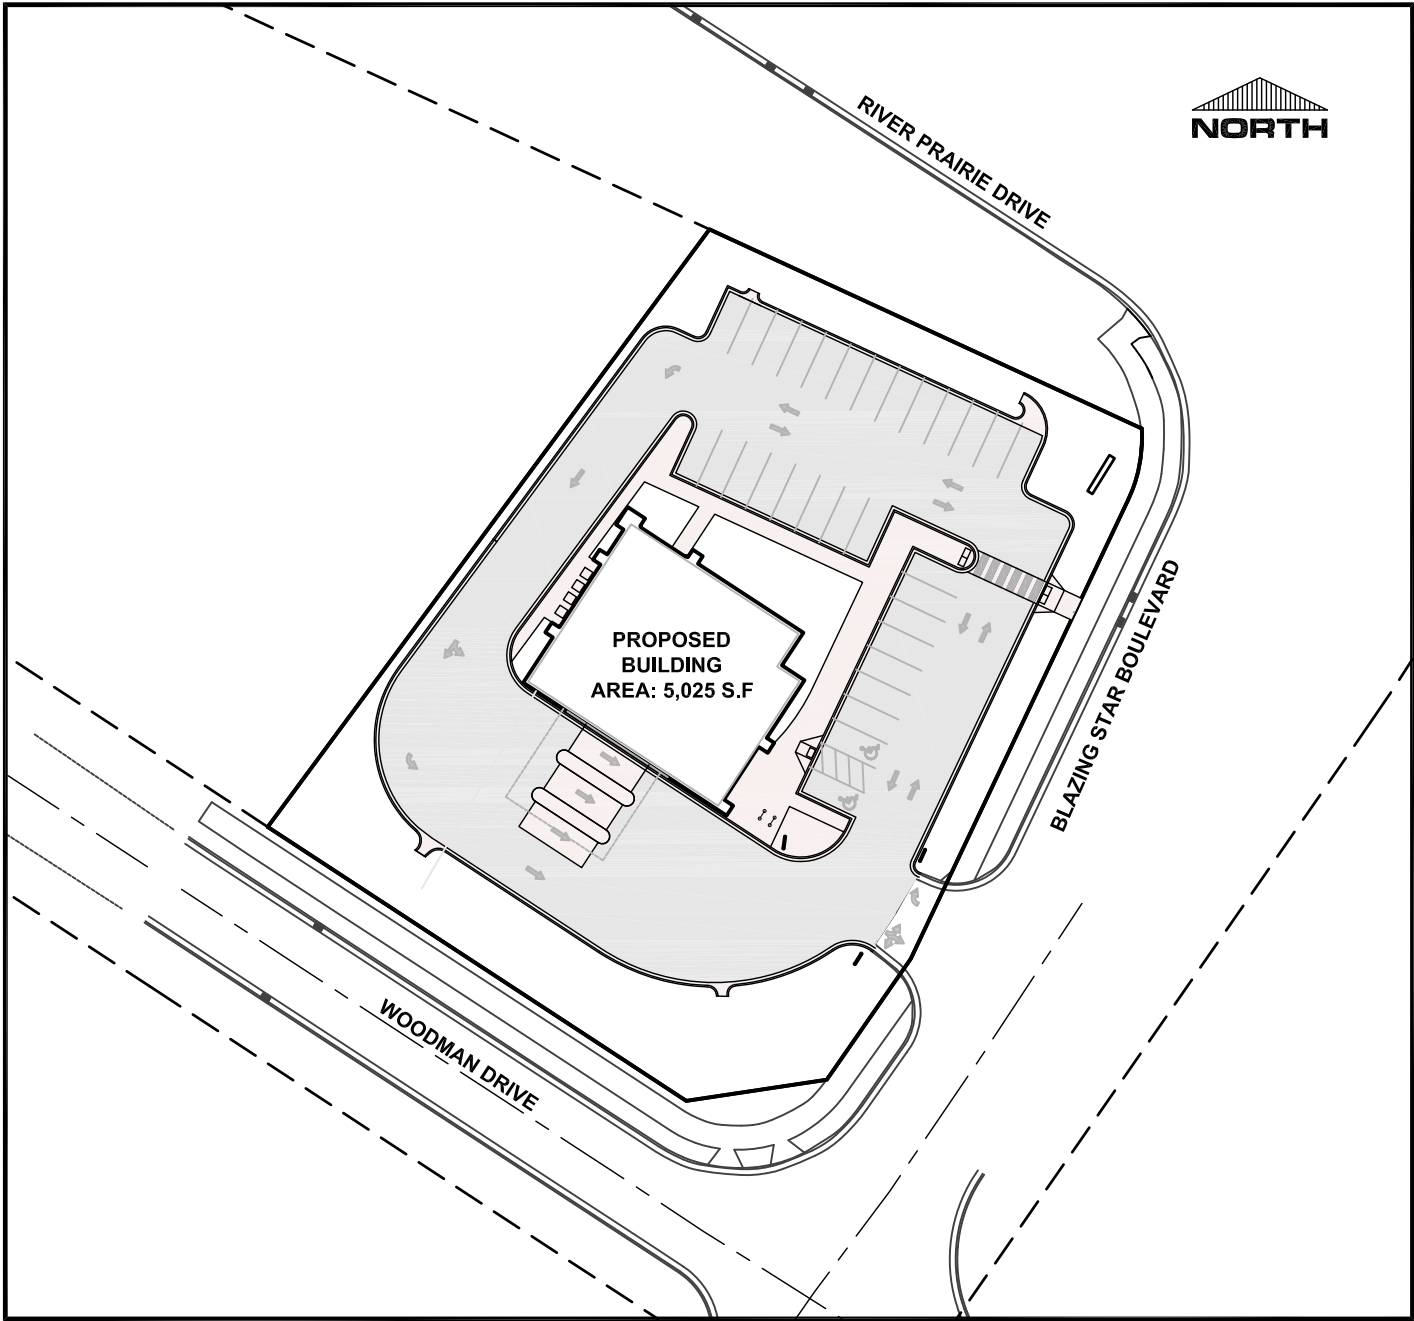 RIVER PRAIRIE DRIVE
NORTH
PROPOSED
BUILDING
AREA: 5,025 S.F
BLAZING STAR BOULEVARD
WOODMAN DRIVE